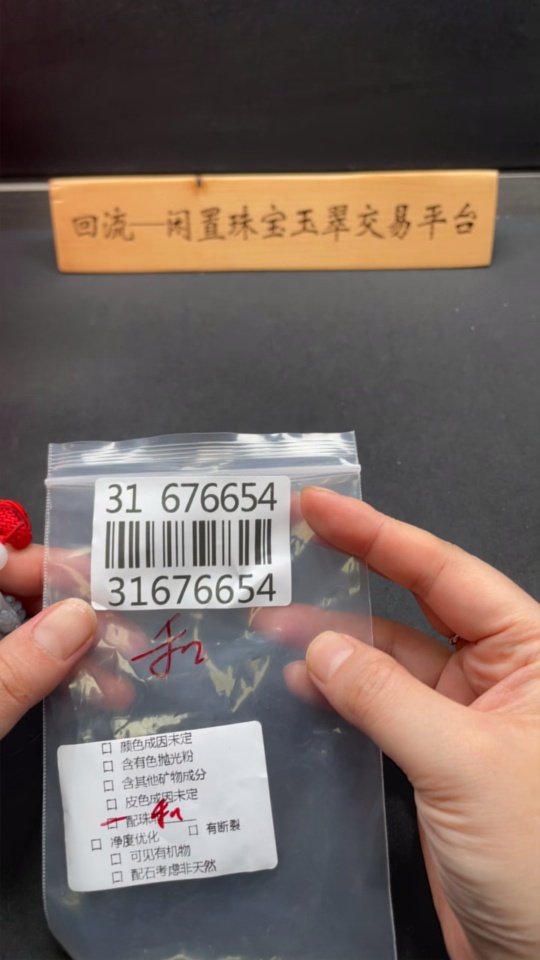 回流—闲置珠宝玉翠交易平台
31 676654
31676654
和
□ 颜色成因未定
□ 含有色抛光粉
□ 含其他矿物成分
□ 皮色成因未定
□ 配珠 和
□ 净度优化 □ 有断裂
□ 可见有机物
□ 配石考虑非天然